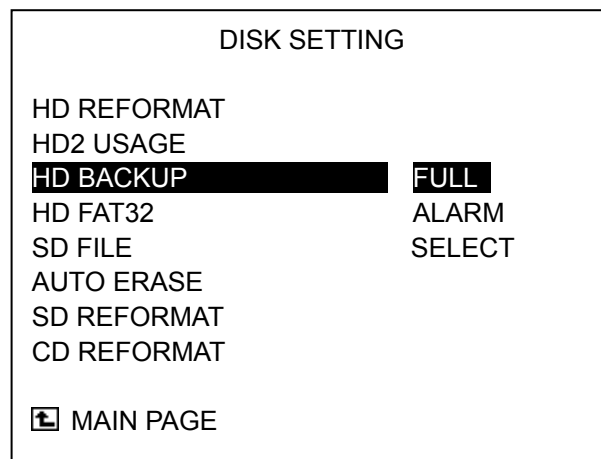 DISK SETTING
HD REFORMAT
HD2 USAGE
HD BACKUP FULL
HD FAT32 ALARM
SD FILE SELECT
AUTO ERASE
SD REFORMAT
CD REFORMAT
MAIN PAGE